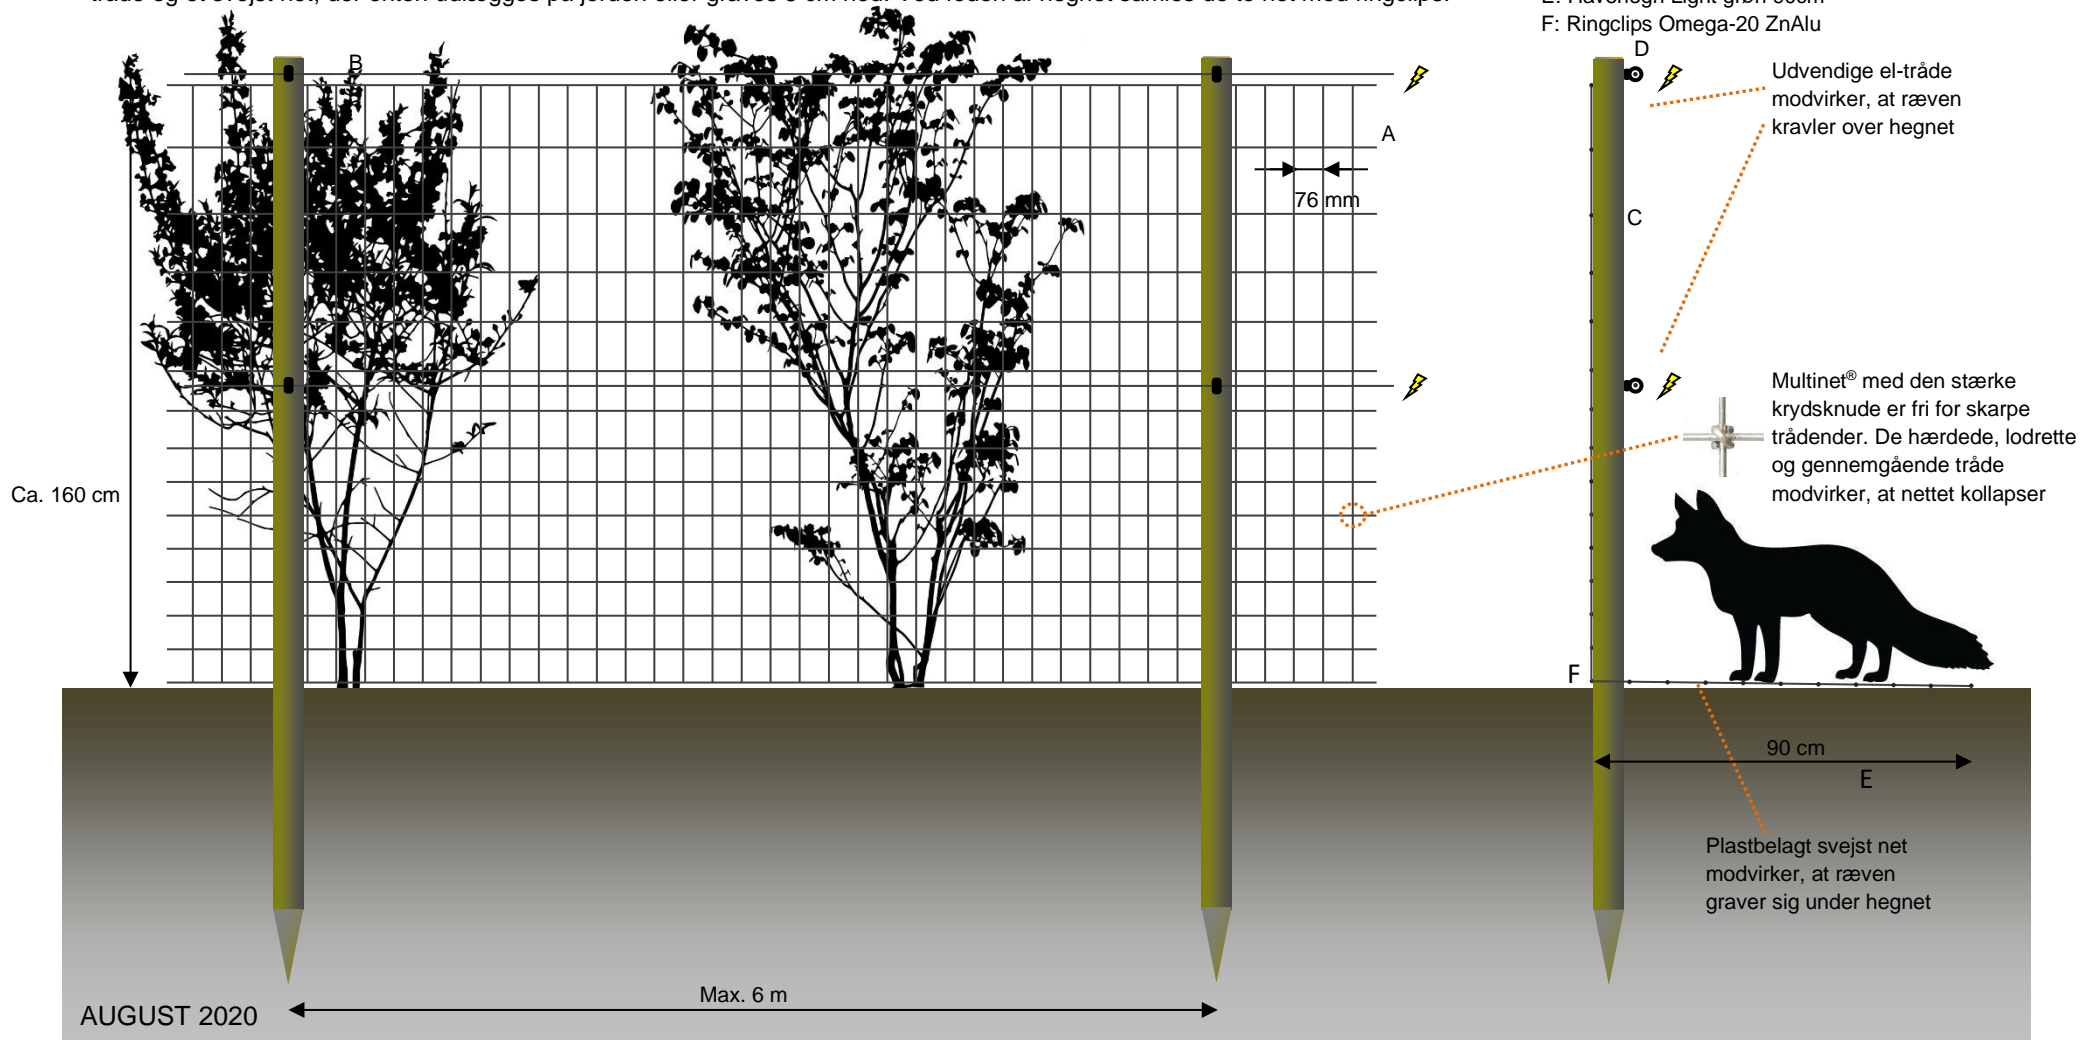 F: Ringclips Omega-20 ZnAlu
B
D
Udvendige el-tråde
modvirker, at ræven
kravler over hegnet
A
76 mm
C
Multinet® med den stærke
krydsknude er fri for skarpe
trådender. De hærdede, lodrette
og gennemgående tråde
modvirker, at nettet kollapser
Ca. 160 cm
F
90 cm
E
Plastbelagt svejst net
modvirker, at ræven
graver sig under hegnet
Max. 6 m
AUGUST 2020